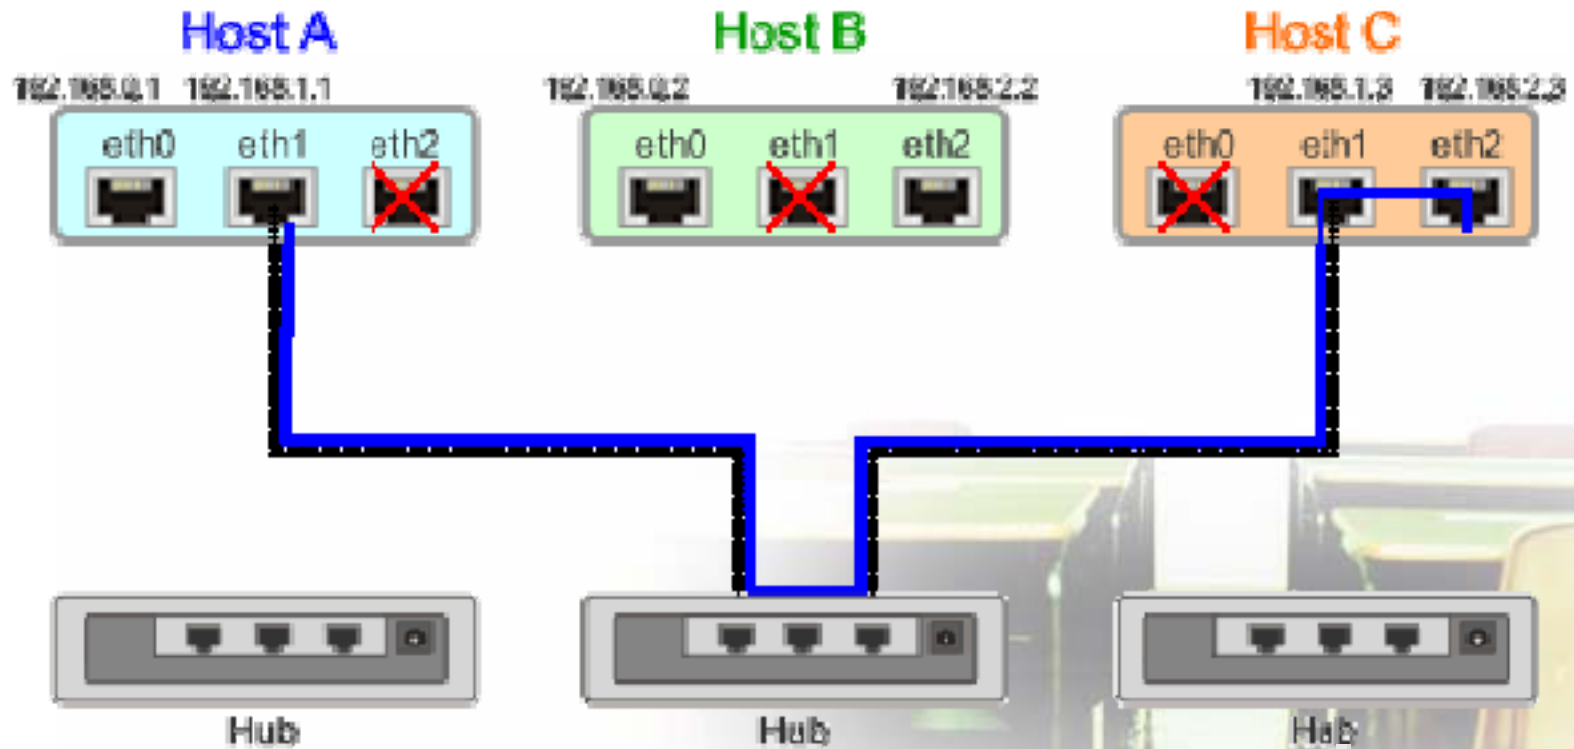 Host A Host B Host C
192.168.0.1 192.168.1.1 192.168.0.2 192.168.2.2 192.168.1.3 192.168.2.3
eth0 eth1 eth2 eth0 eth1 eth2 eth0 eth1 eth2
Hub Hub Hub